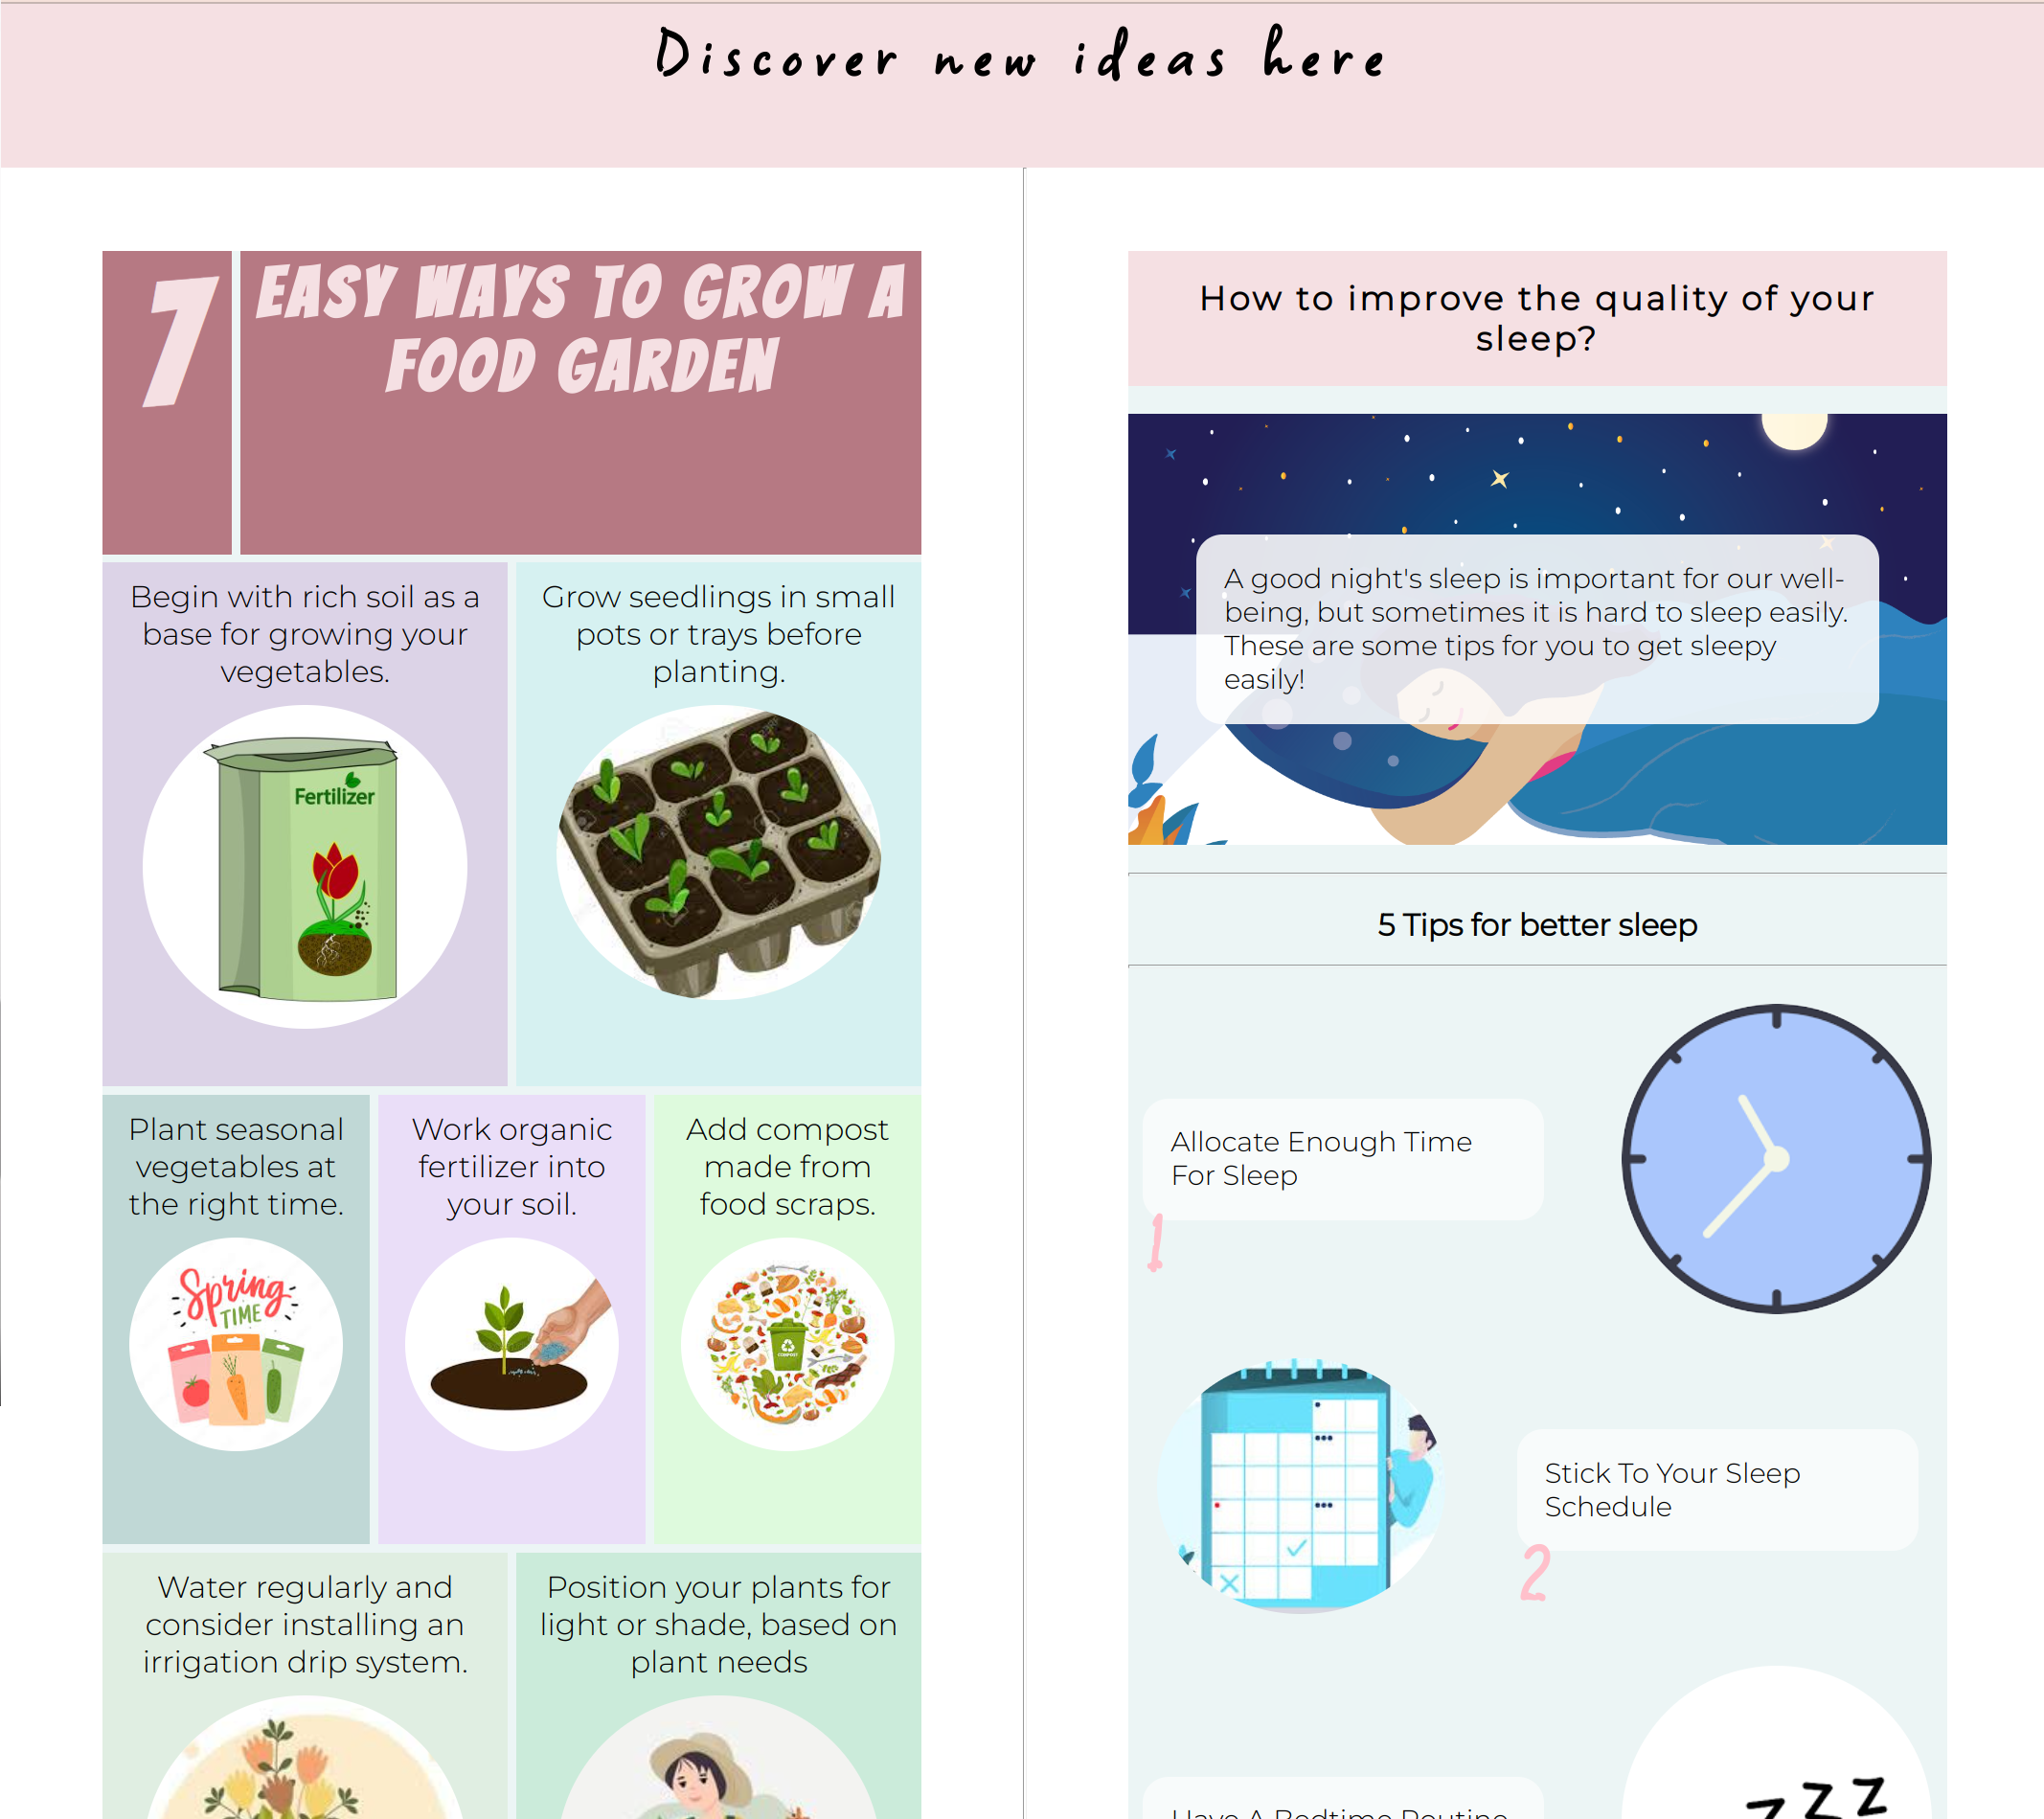 Discover new ideas here
7
EASY WAYS TO GROW A
FOOD GARDEN
Begin with rich soil as a
base for growing your
vegetables.
Fertilizer
Grow seedlings in small
pots or trays before
planting.
Plant seasonal
vegetables at
the right time.
Spring
TIME
Work organic
fertilizer into
your soil.
Add compost
made from
food scraps.
COMPOST
Water regularly and
consider installing an
irrigation drip system.
Position your plants for
light or shade, based on
plant needs
How to improve the quality of your
sleep?
A good night's sleep is important for our well-
being, but sometimes it is hard to sleep easily.
These are some tips for you to get sleepy
easily!
5 Tips for better sleep
Allocate Enough Time
For Sleep
1
Stick To Your Sleep
Schedule
2
Have A Bedtime Routine
z z z